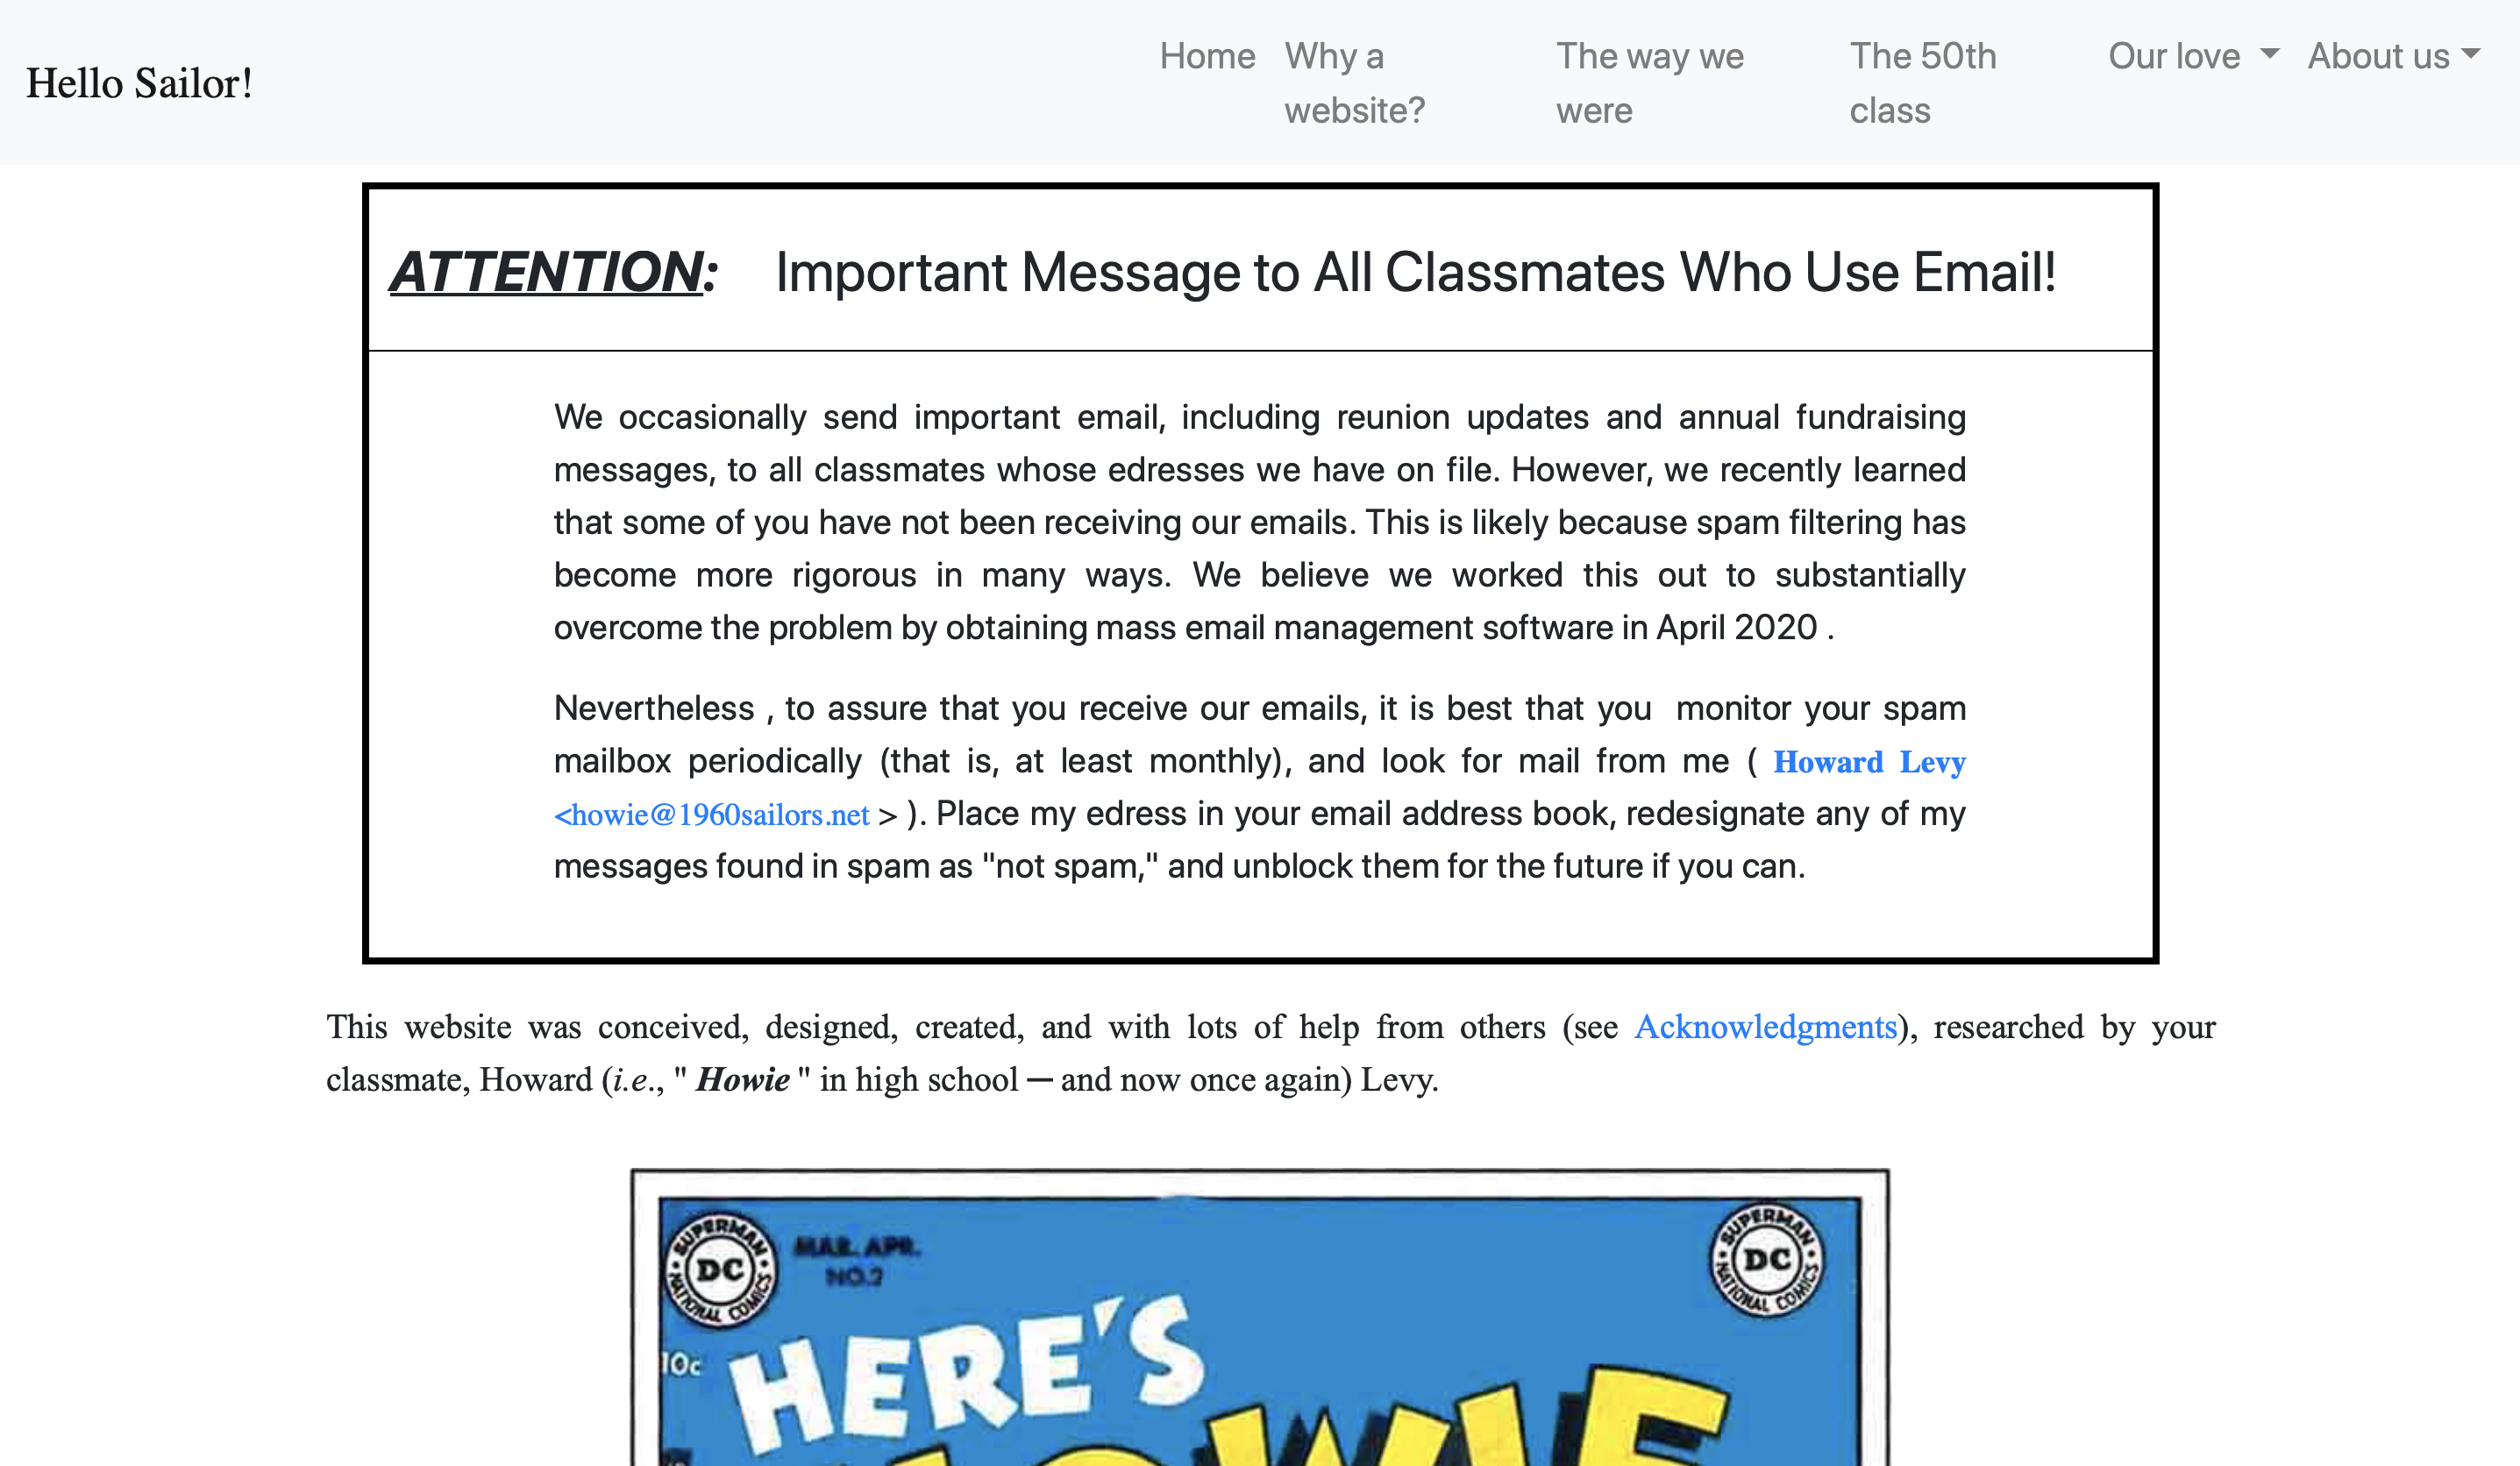 Hello Sailor!
Home
Why a
website?
The way we
were
The 50th
class
Our love
About us
ATTENTION: Important Message to All Classmates Who Use Email!
We occasionally send important email, including reunion updates and annual fundraising
messages, to all classmates whose edresses we have on file. However, we recently learned
that some of you have not been receiving our emails. This is likely because spam filtering has
become more rigorous in many ways. We believe we worked this out to substantially
overcome the problem by obtaining mass email management software in April 2020 .
Nevertheless , to assure that you receive our emails, it is best that you monitor your spam
mailbox periodically (that is, at least monthly), and look for mail from me ( Howard Levy
<howie@1960sailors.net > ). Place my edress in your email address book, redesignate any of my
messages found in spam as "not spam," and unblock them for the future if you can.
This website was conceived, designed, created, and with lots of help from others (see Acknowledgments), researched by your
classmate, Howard (i.e., " Howie " in high school — and now once again) Levy.
SUPERMAN
DC
NATIONAL COMICS
MAR. APR.
NO.2
SUPERMAN
DC
NATIONAL COMICS
10c
HERE'S